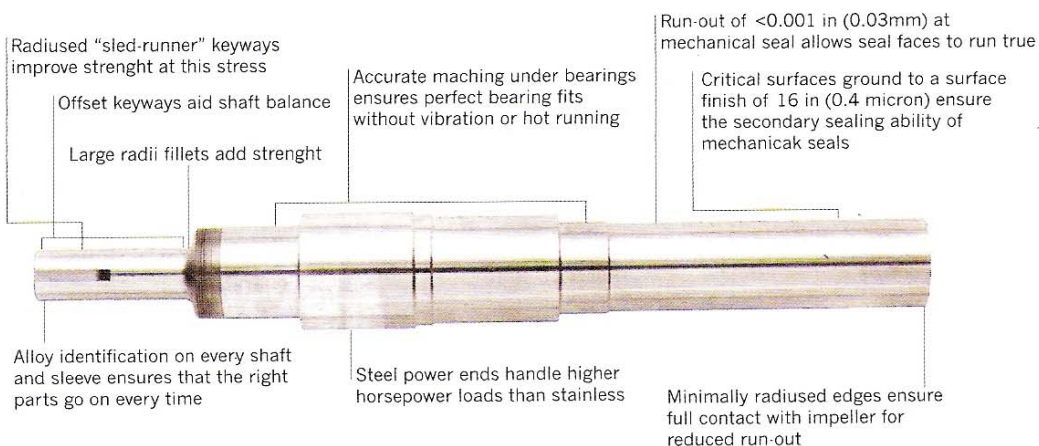 Radiused “sled-runner” keyways
improve strenght at this stress
Offset keyways aid shaft balance
Large radii fillets add strenght
Accurate maching under bearings
ensures perfect bearing fits
without vibration or hot running
Run-out of <0.001 in (0.03mm) at
mechanical seal allows seal faces to run true
Critical surfaces ground to a surface
finish of 16 in (0.4 micron) ensure
the secondary sealing ability of
mechanicak seals
Alloy identification on every shaft
and sleeve ensures that the right
parts go on every time
Steel power ends handle higher
horsepower loads than stainless
Minimally radiused edges ensure
full contact with impeller for
reduced run-out